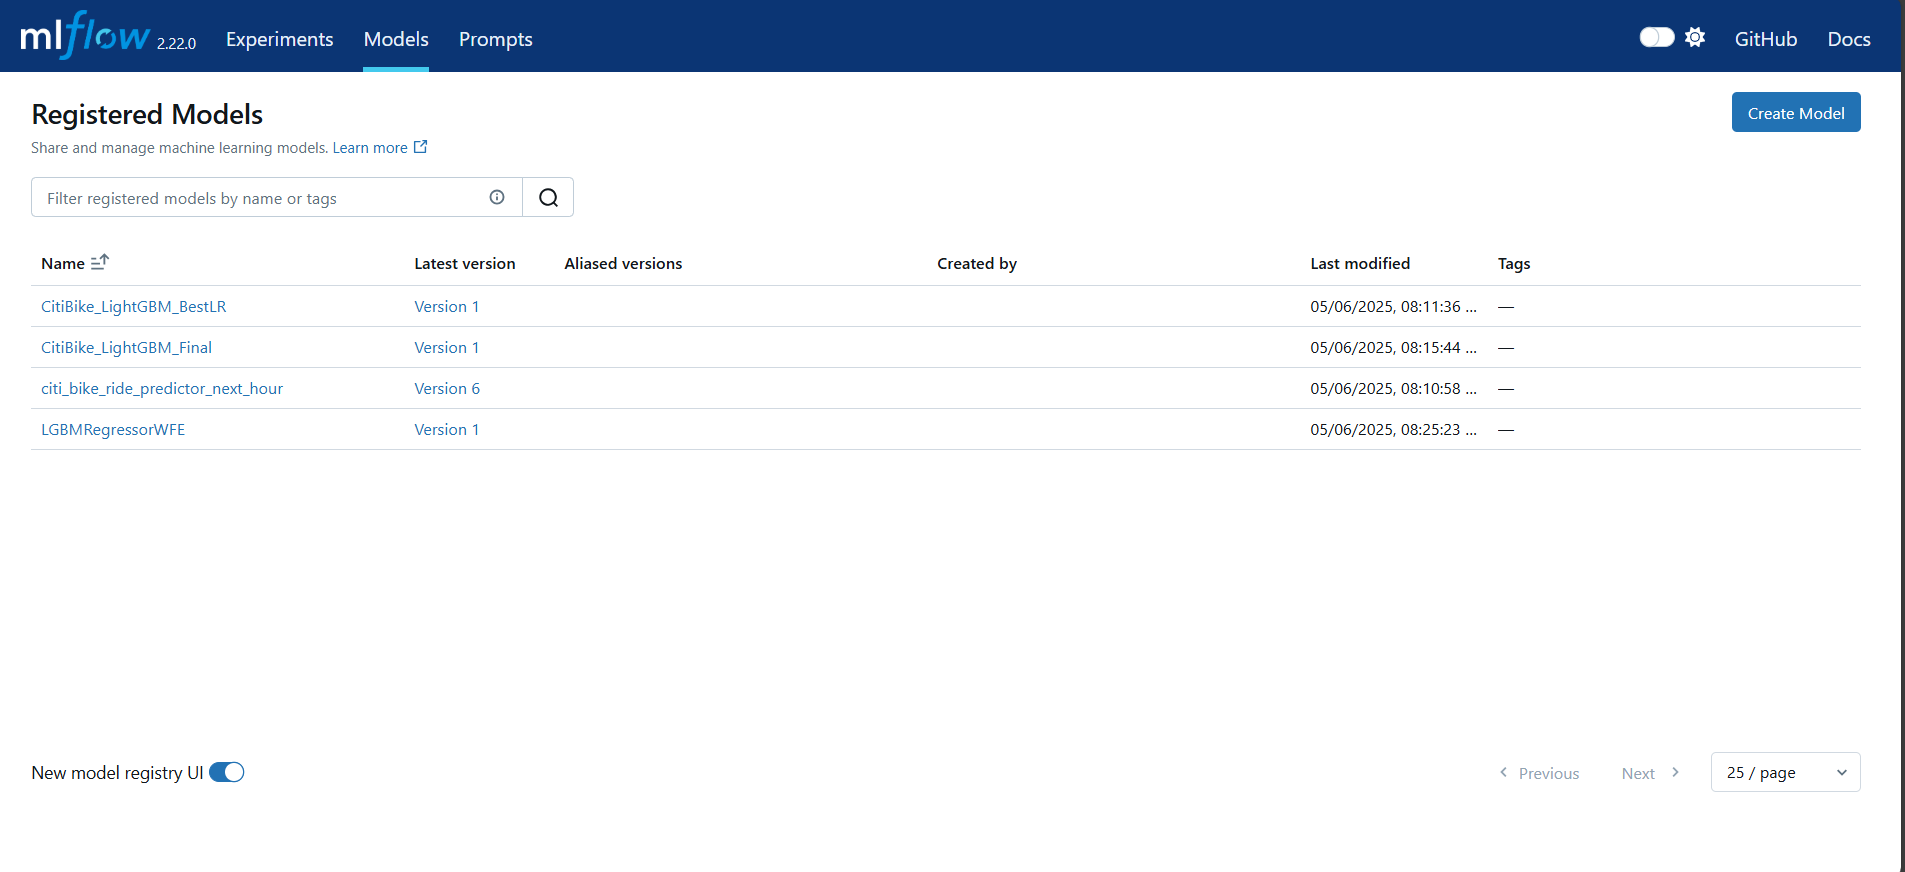 mlflow 2.22.0 Experiments Models Prompts GitHub Docs
Registered Models
Create Model
Share and manage machine learning models. Learn more
Filter registered models by name or tags
Name Latest version Aliased versions Created by Last modified Tags
CitiBike_LightGBM_BestLR Version 1 05/06/2025, 08:11:36 ... —
CitiBike_LightGBM_Final Version 1 05/06/2025, 08:15:44 ... —
citi_bike_ride_predictor_next_hour Version 6 05/06/2025, 08:10:58 ... —
LGBMRegressorWFE Version 1 05/06/2025, 08:25:23 ... —
New model registry UI Previous Next 25 / page